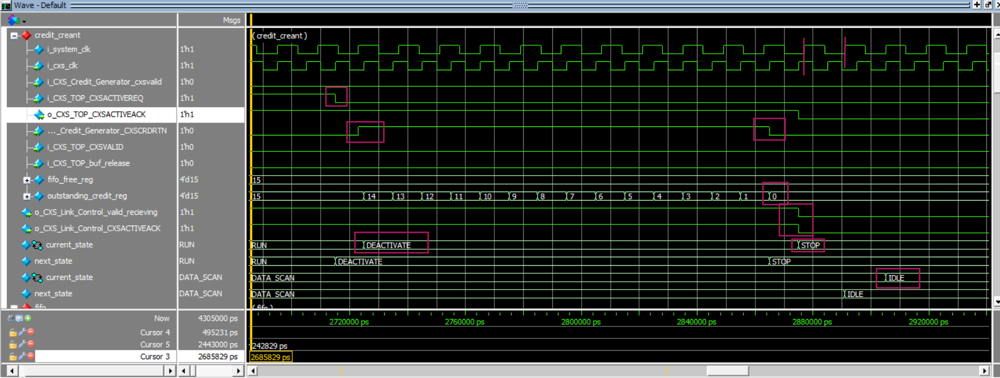 Wave - Default
Msgs
credit_creant ( credit_creant )
i_system_clk 1'h1
i_cxs_clk 1'h1
i_CXS_Credit_Generator_cxsvalid 1'h0
i_CXS_TOP_CXSACTIVEREQ 1'h1
o_CXS_TOP_CXSACTIVEACK 1'h1
..._Credit_Generator_CXSCRDRTN 1'h0
i_CXS_TOP_CXSVALID 1'h0
i_CXS_TOP_buf_release 1'h0
fifo_free_reg 4'd15 15
outstanding_credit_reg 4'd15 15 14 13 12 11 10 9 8 7 6 5 4 3 2 1 0
o_CXS_Link_Control_valid_recieving 1'h1
o_CXS_Link_Control_CXSACTIVEACK 1'h1
current_state RUN RUN DEACTIVATE STOP
next_state RUN RUN DEACTIVATE STOP
current_state DATA_SCAN DATA_SCAN IDLE
next_state DATA_SCAN DATA_SCAN IDLE
fifo ( fifo )
Now 4305000 ps 2720000 ps 2760000 ps 2800000 ps 2840000 ps 2880000 ps 2920000 ps
Cursor 4 495231 ps
Cursor 5 2443000 ps -242829 ps
Cursor 3 2685829 ps 2685829 ps